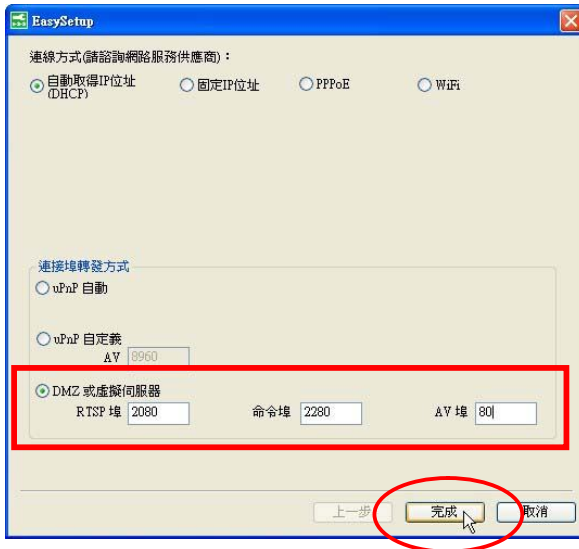 EasySetup
連線方式(請諮詢網路服務供應商)：
自動取得IP位址 固定IP位址 PPPoE WiFi
(DHCP)
連接埠轉發方式
uPnP 自動
uPnP 自定義
AV 8960
DMZ 或虛擬伺服器
RTSP 埠 2080 命令埠 2280 AV 埠 80
上一步 完成 取消